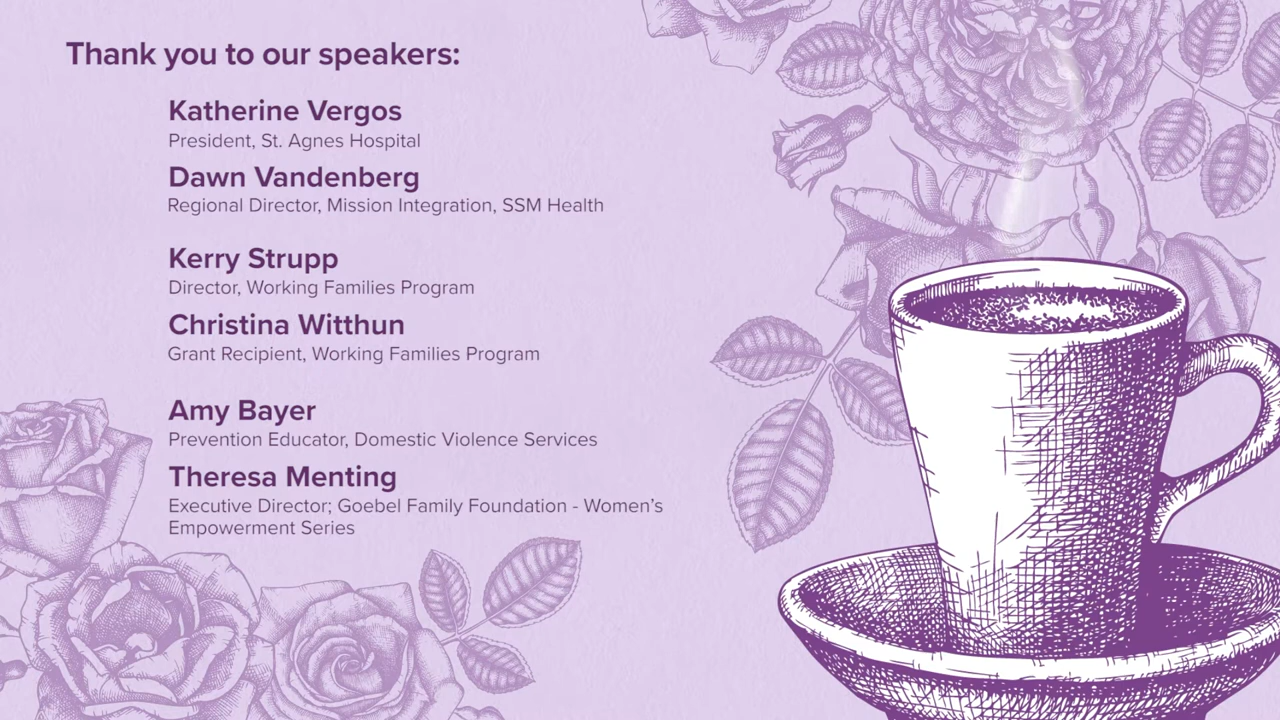 Thank you to our speakers:
Katherine Vergos
President, St. Agnes Hospital
Dawn Vandenberg
Regional Director, Mission Integration, SSM Health
Kerry Strupp
Director, Working Families Program
Christina Witthun
Grant Recipient, Working Families Program
Amy Bayer
Prevention Educator, Domestic Violence Services
Theresa Menting
Executive Director; Goebel Family Foundation - Women’s
Empowerment Series